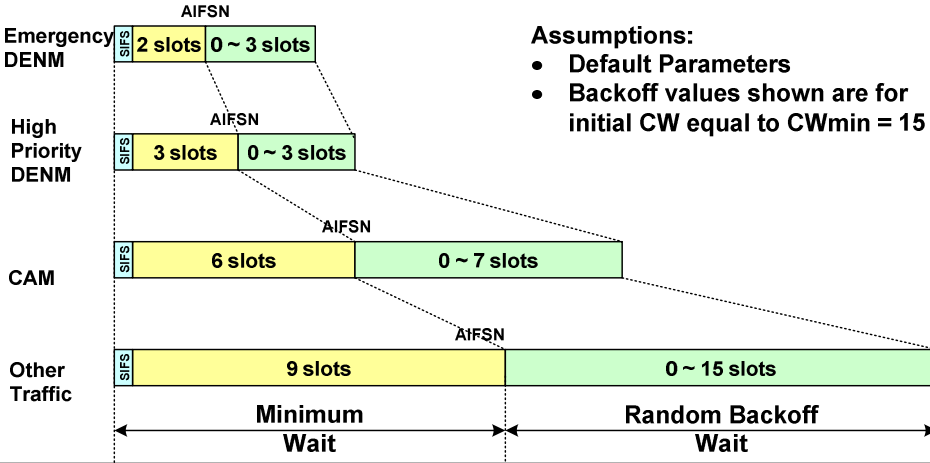 AIFSN
Emergency
DENM
SIFS
2 slots
0 ~ 3 slots
Assumptions:
• Default Parameters
• Backoff values shown are for
initial CW equal to CWmin = 15
AIFSN
High
Priority
DENM
SIFS
3 slots
0 ~ 3 slots
AIFSN
CAM
SIFS
6 slots
0 ~ 7 slots
AIFSN
Other
Traffic
SIFS
9 slots
0 ~ 15 slots
Minimum
Wait
Random Backoff
Wait